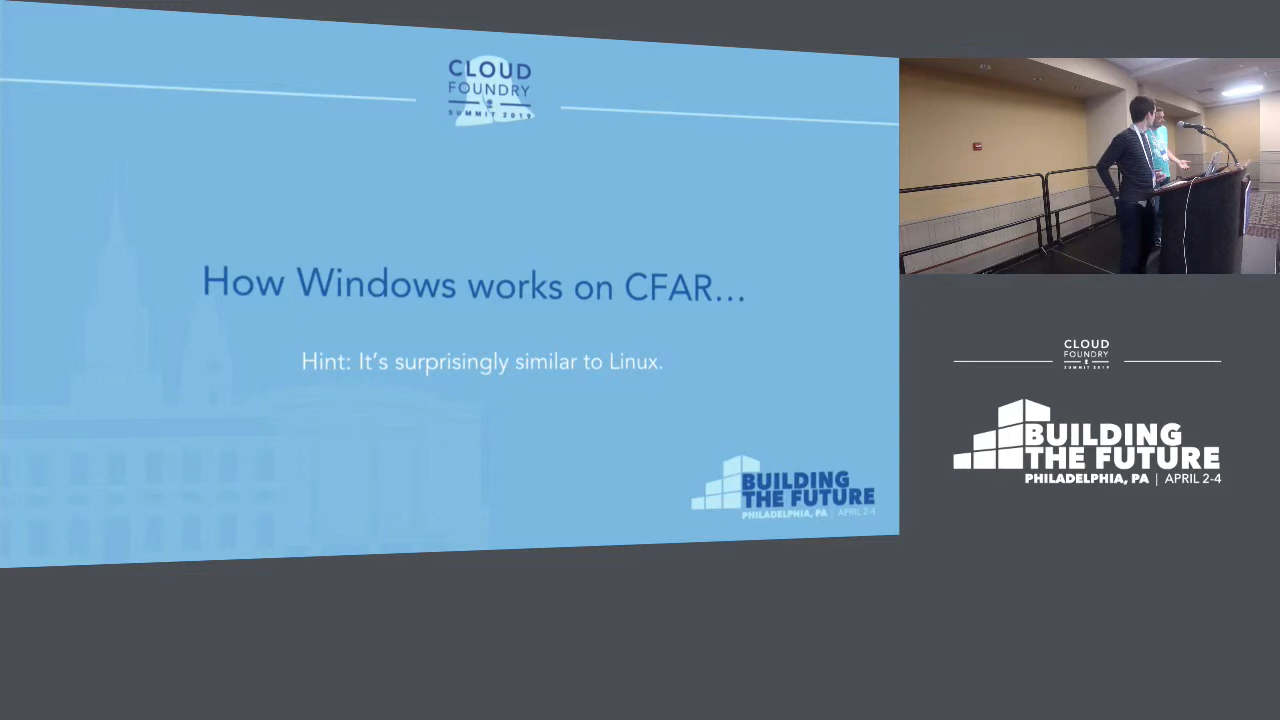 CLOUD
FOUNDRY
SUMMIT 2019
How Windows works on CFAR...
Hint: It's surprisingly similar to Linux.
BUILDING
THE FUTURE
PHILADELPHIA, PA | APRIL 2-4
CLOUD
FOUNDRY
SUMMIT 2019
BUILDING
THE FUTURE
PHILADELPHIA, PA | APRIL 2-4